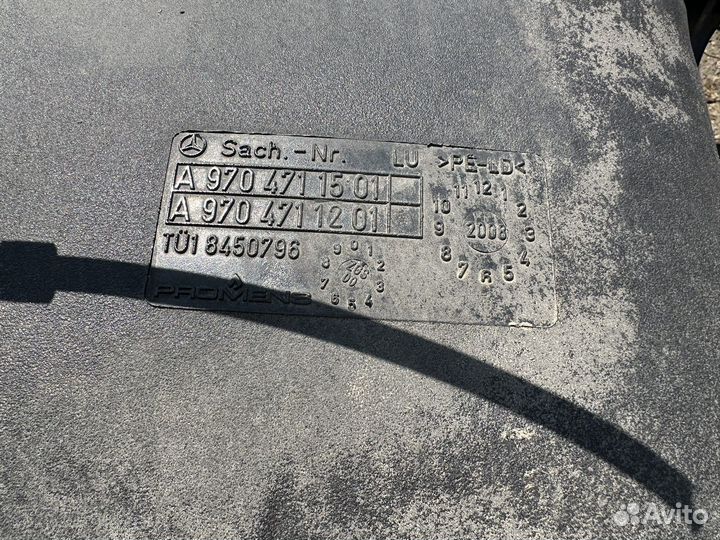 Sach.-Nr. LU >PE-LD<
A 970 471 15 01
A 970 471 12 01
TÜ1 8450796
PROMENS
11 12 1
10 2
9 2008 3
8 4
7 6 5
9 0 1
8 2
7 3
6 5 4
Avito